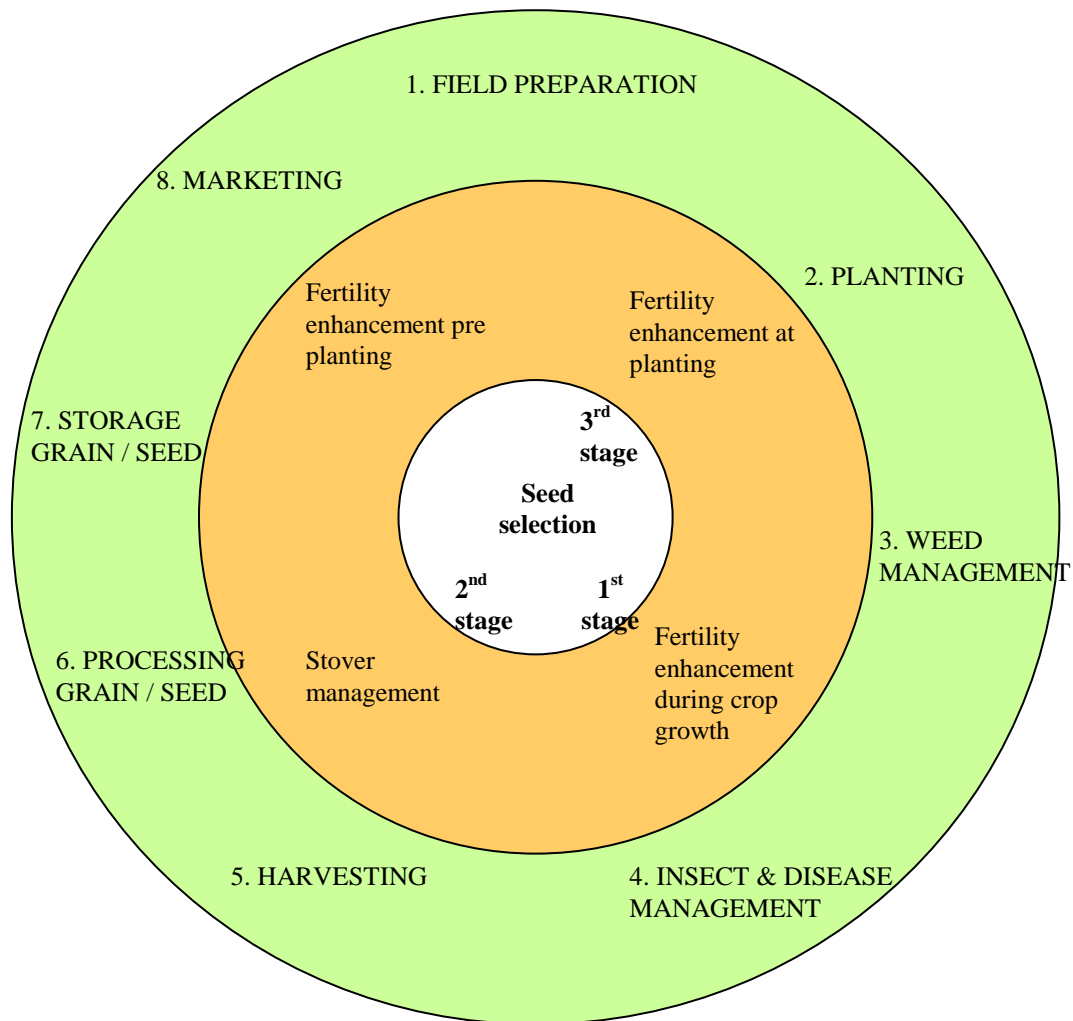 1. FIELD PREPARATION
8. MARKETING
2. PLANTING
Fertility
enhancement pre
planting
Fertility
enhancement at
planting
7. STORAGE
GRAIN / SEED
3rd
stage
Seed
selection
3. WEED
MANAGEMENT
2nd
stage
1st
stage
6. PROCESSING
GRAIN / SEED
Stover
management
Fertility
enhancement
during crop
growth
5. HARVESTING
4. INSECT & DISEASE
MANAGEMENT